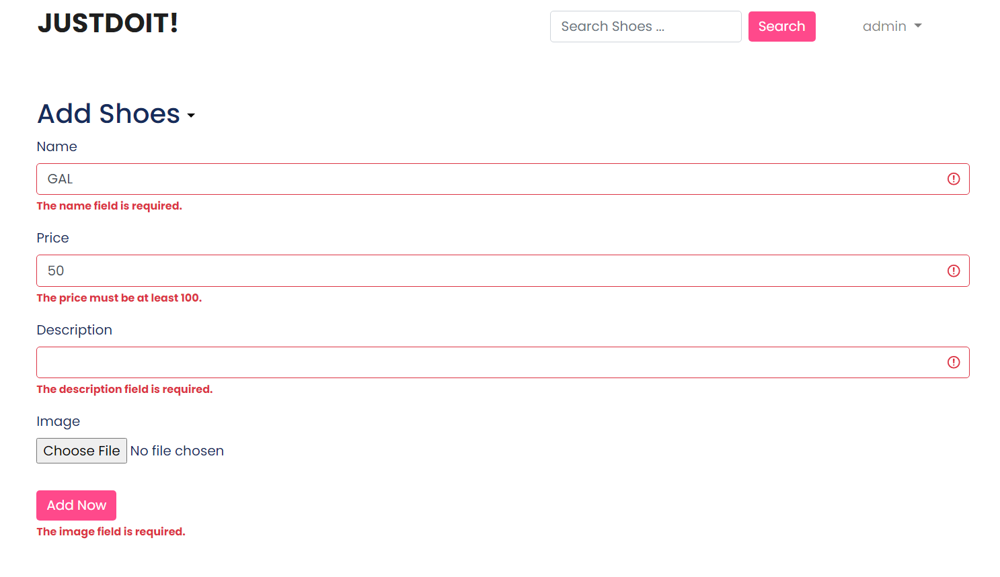 JUSTDOIT!
Search Shoes ...
Search
admin
Add Shoes
Name
GAL
The name field is required.
Price
50
The price must be at least 100.
Description
The description field is required.
Image
Choose File No file chosen
Add Now
The image field is required.